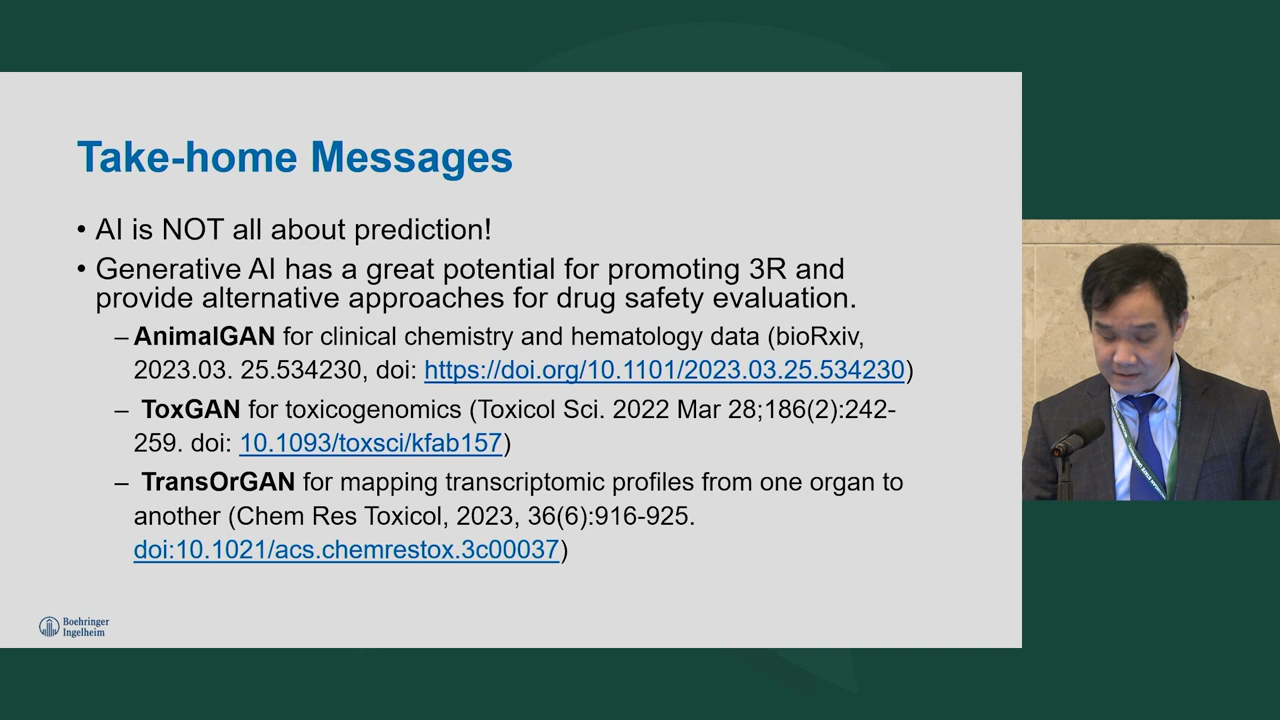 Take-home Messages
• AI is NOT all about prediction!
• Generative AI has a great potential for promoting 3R and
provide alternative approaches for drug safety evaluation.
– AnimalGAN for clinical chemistry and hematology data (bioRxiv,
2023.03. 25.534230, doi: https://doi.org/10.1101/2023.03.25.534230)
– ToxGAN for toxicogenomics (Toxicol Sci. 2022 Mar 28;186(2):242-
259. doi: 10.1093/toxsci/kfab157)
– TransOrGAN for mapping transcriptomic profiles from one organ to
another (Chem Res Toxicol, 2023, 36(6):916-925.
doi:10.1021/acs.chemrestox.3c00037)
Boehringer
Ingelheim